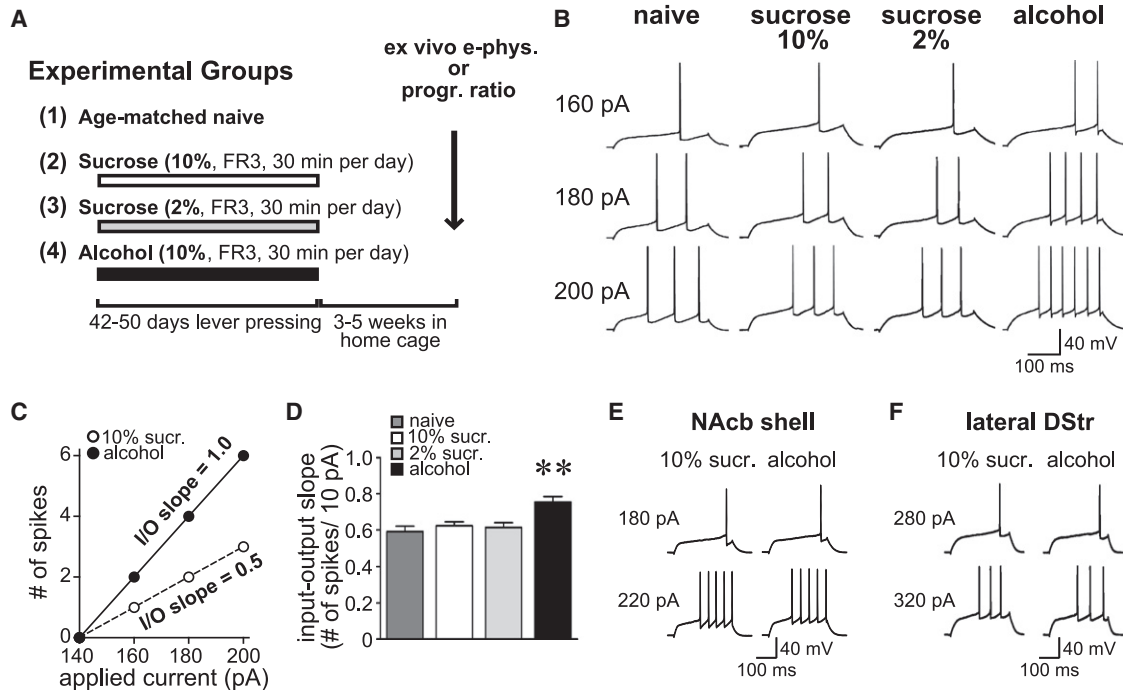 A
Experimental Groups
(1) Age-matched naive
(2) Sucrose (10%, FR3, 30 min per day)
(3) Sucrose (2%, FR3, 30 min per day)
(4) Alcohol (10%, FR3, 30 min per day)
42-50 days lever pressing
3-5 weeks in
home cage
ex vivo e-phys.
or
progr. ratio
B
naive
sucrose
10%
sucrose
2%
alcohol
160 pA
180 pA
200 pA
40 mV
100 ms
C
10% sucr.
alcohol
# of spikes
6
4
2
0
I/O slope = 1.0
I/O slope = 0.5
140 160 180 200
applied current (pA)
D
naive
10% sucr.
2% sucr.
alcohol
input-output slope
(# of spikes/ 10 pA)
1.0
0.8
0.6
0.4
0.2
0
**
E
NAcb shell
10% sucr. alcohol
180 pA
220 pA
40 mV
100 ms
F
lateral DStr
10% sucr. alcohol
280 pA
320 pA
40 mV
100 ms